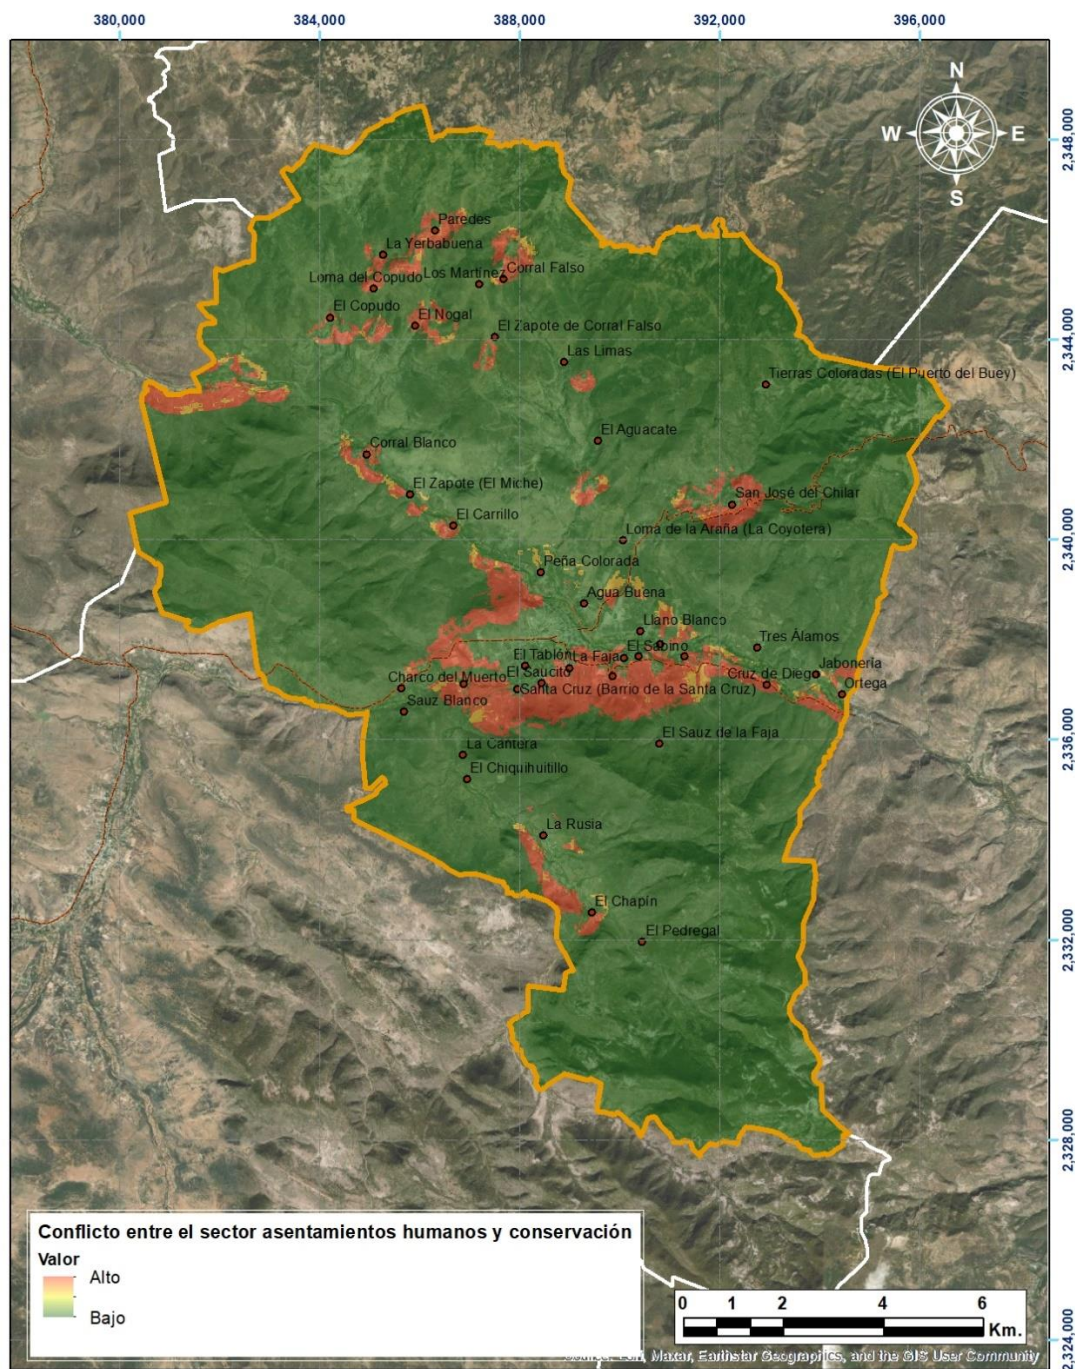 380,000 384,000 388,000 392,000 396,000
N
W E
S
2,348,000
Paredes
La Yerbabuena
Loma del Copudo
Los Martínez
Corral Falso
El Copudo
El Nogal
El Zapote de Corral Falso
2,344,000
Las Limas
Tierras Coloradas (El Puerto del Buey)
El Aguacate
Corral Blanco
El Zapote (El Miche)
San José del Chilar
El Carrillo
Loma de la Araña (La Coyotera)
2,340,000
Peña Colorada
Agua Buena
Llano Blanco
Tres Álamos
El Sabino
El Tablón
La Faja
El Saucito
Jabonería
Charco del Muerto
Cruz de Diego
Ortega
Santa Cruz (Barrio de la Santa Cruz)
Sauz Blanco
El Sauz de la Faja
2,336,000
La Cantera
El Chiquihuitillo
La Rusia
El Chapín
El Pedregal
2,332,000
2,328,000
Conflicto entre el sector asentamientos humanos y conservación
Valor
Alto
Bajo
0 1 2 4 6
Km.
2,324,000
Source: Esri, Maxar, Earthstar Geographics, and the GIS User Community